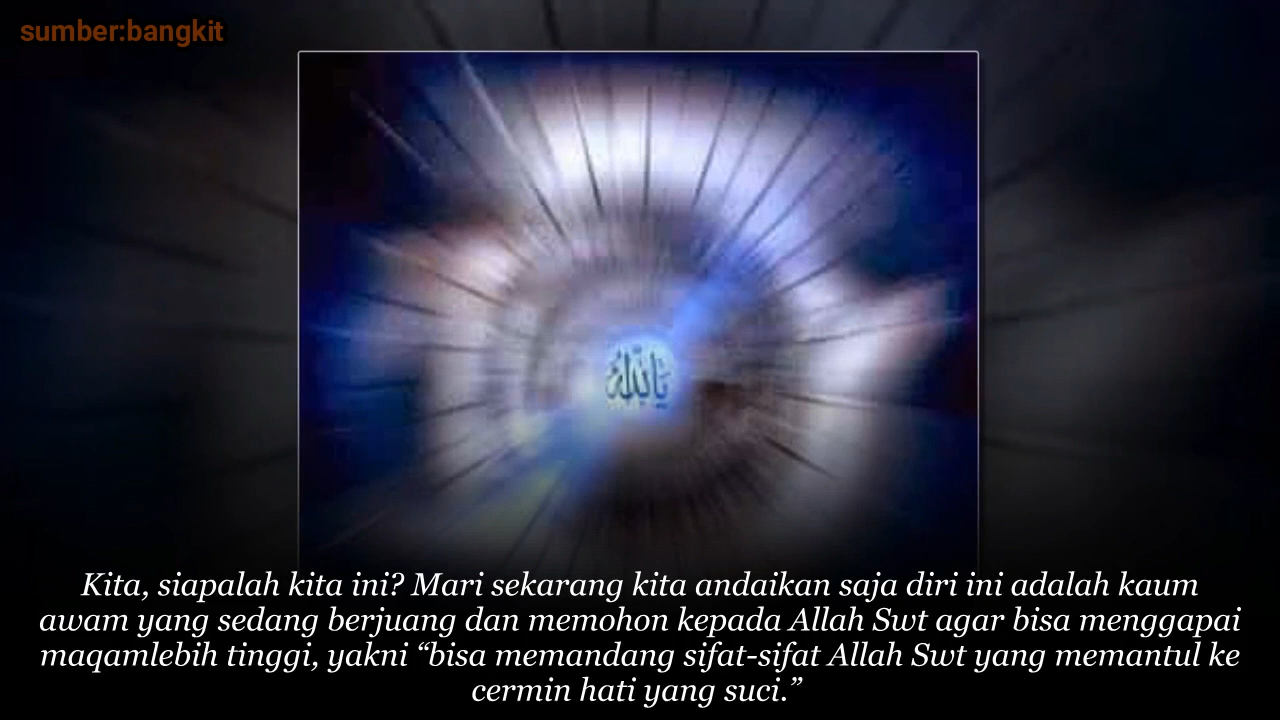 sumber:bangkit
يا الله
Kita, siapalah kita ini? Mari sekarang kita andaikan saja diri ini adalah kaum
awam yang sedang berjuang dan memohon kepada Allah Swt agar bisa menggapai
maqamlebih tinggi, yakni “bisa memandang sifat-sifat Allah Swt yang memantul ke
cermin hati yang suci.”